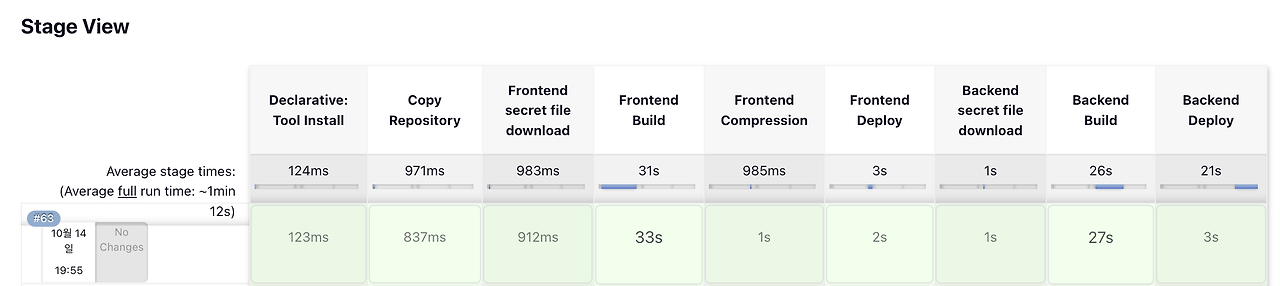 Stage View
Declarative:
Tool Install
Copy
Repository
Frontend
secret file
download
Frontend
Build
Frontend
Compression
Frontend
Deploy
Backend
secret file
download
Backend
Build
Backend
Deploy
Average stage times:
(Average full run time: ~1min
12s)
124ms
971ms
983ms
31s
985ms
3s
1s
26s
21s
#63
10월 14
일
19:55
No
Changes
123ms
837ms
912ms
33s
1s
2s
1s
27s
3s